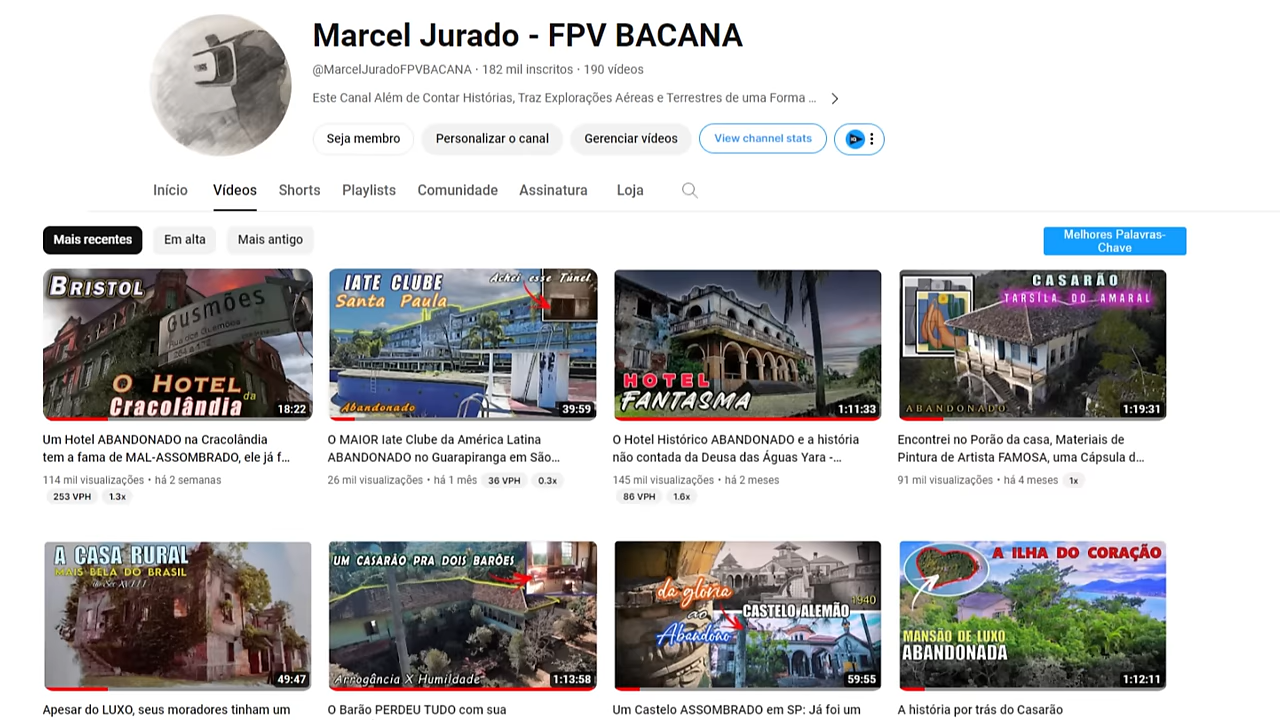 Marcel Jurado - FPV BACANA
@MarcelJuradoFPVBACANA · 182 mil inscritos · 190 vídeos
Este Canal Além de Contar Histórias, Traz Explorações Aéreas e Terrestres de uma Forma ...
Seja membro
Personalizar o canal
Gerenciar vídeos
View channel stats
Início
Vídeos
Shorts
Playlists
Comunidade
Assinatura
Loja
Mais recentes
Em alta
Mais antigo
Melhores Palavras-
Chave
BRISTOL
Gusmões
Rua dos Gusmões
264 a 172
O HOTEL
da
Cracolândia
18:22
Um Hotel ABANDONADO na Cracolândia
tem a fama de MAL-ASSOMBRADO, ele já f...
114 mil visualizações • há 2 semanas
253 VPH
1.3x
IATE CLUBE
Santa Paula
Achei esse Túnel
Abandonado
39:59
O MAIOR Iate Clube da América Latina
ABANDONADO no Guarapiranga em São...
26 mil visualizações • há 1 mês
36 VPH
0.3x
HOTEL
FANTASMA
1:11:33
O Hotel Histórico ABANDONADO e a história
não contada da Deusa das Águas Yara -...
145 mil visualizações • há 2 meses
86 VPH
1.6x
CASARÃO
TARSILA DO AMARAL
ABANDONADO
1:19:31
Encontrei no Porão da casa, Materiais de
Pintura de Artista FAMOSA, uma Cápsula d...
91 mil visualizações • há 4 meses
1x
A CASA RURAL
MAIS BELA DO BRASIL
do Sec XVIII
49:47
Apesar do LUXO, seus moradores tinham um
UM CASARÃO PRA DOIS BARÕES
Arrogância X Humildade
1:13:58
O Barão PERDEU TUDO com sua
da glória
ao
Abandono
CASTELO ALEMÃO
1940
59:55
Um Castelo ASSOMBRADO em SP: Já foi um
A ILHA DO CORAÇÃO
MANSÃO DE LUXO
ABANDONADA
1:12:11
A história por trás do Casarão